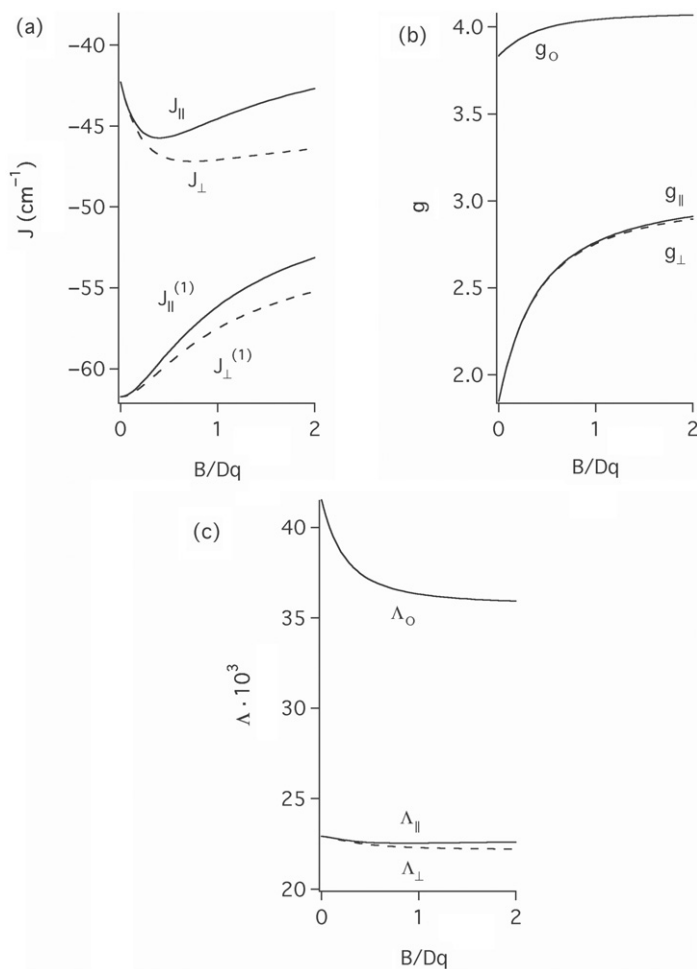 (a)
−40
−45
−50
−55
−60
J (cm⁻¹)
J∥
J⊥
J∥⁽¹⁾
J⊥⁽¹⁾
0
1
2
B/Dq
(b)
4.0
3.5
3.0
2.5
2.0
g
gO
g∥
g⊥
0
1
2
B/Dq
(c)
40
35
30
25
20
Λ · 10³
ΛO
Λ∥
Λ⊥
0
1
2
B/Dq